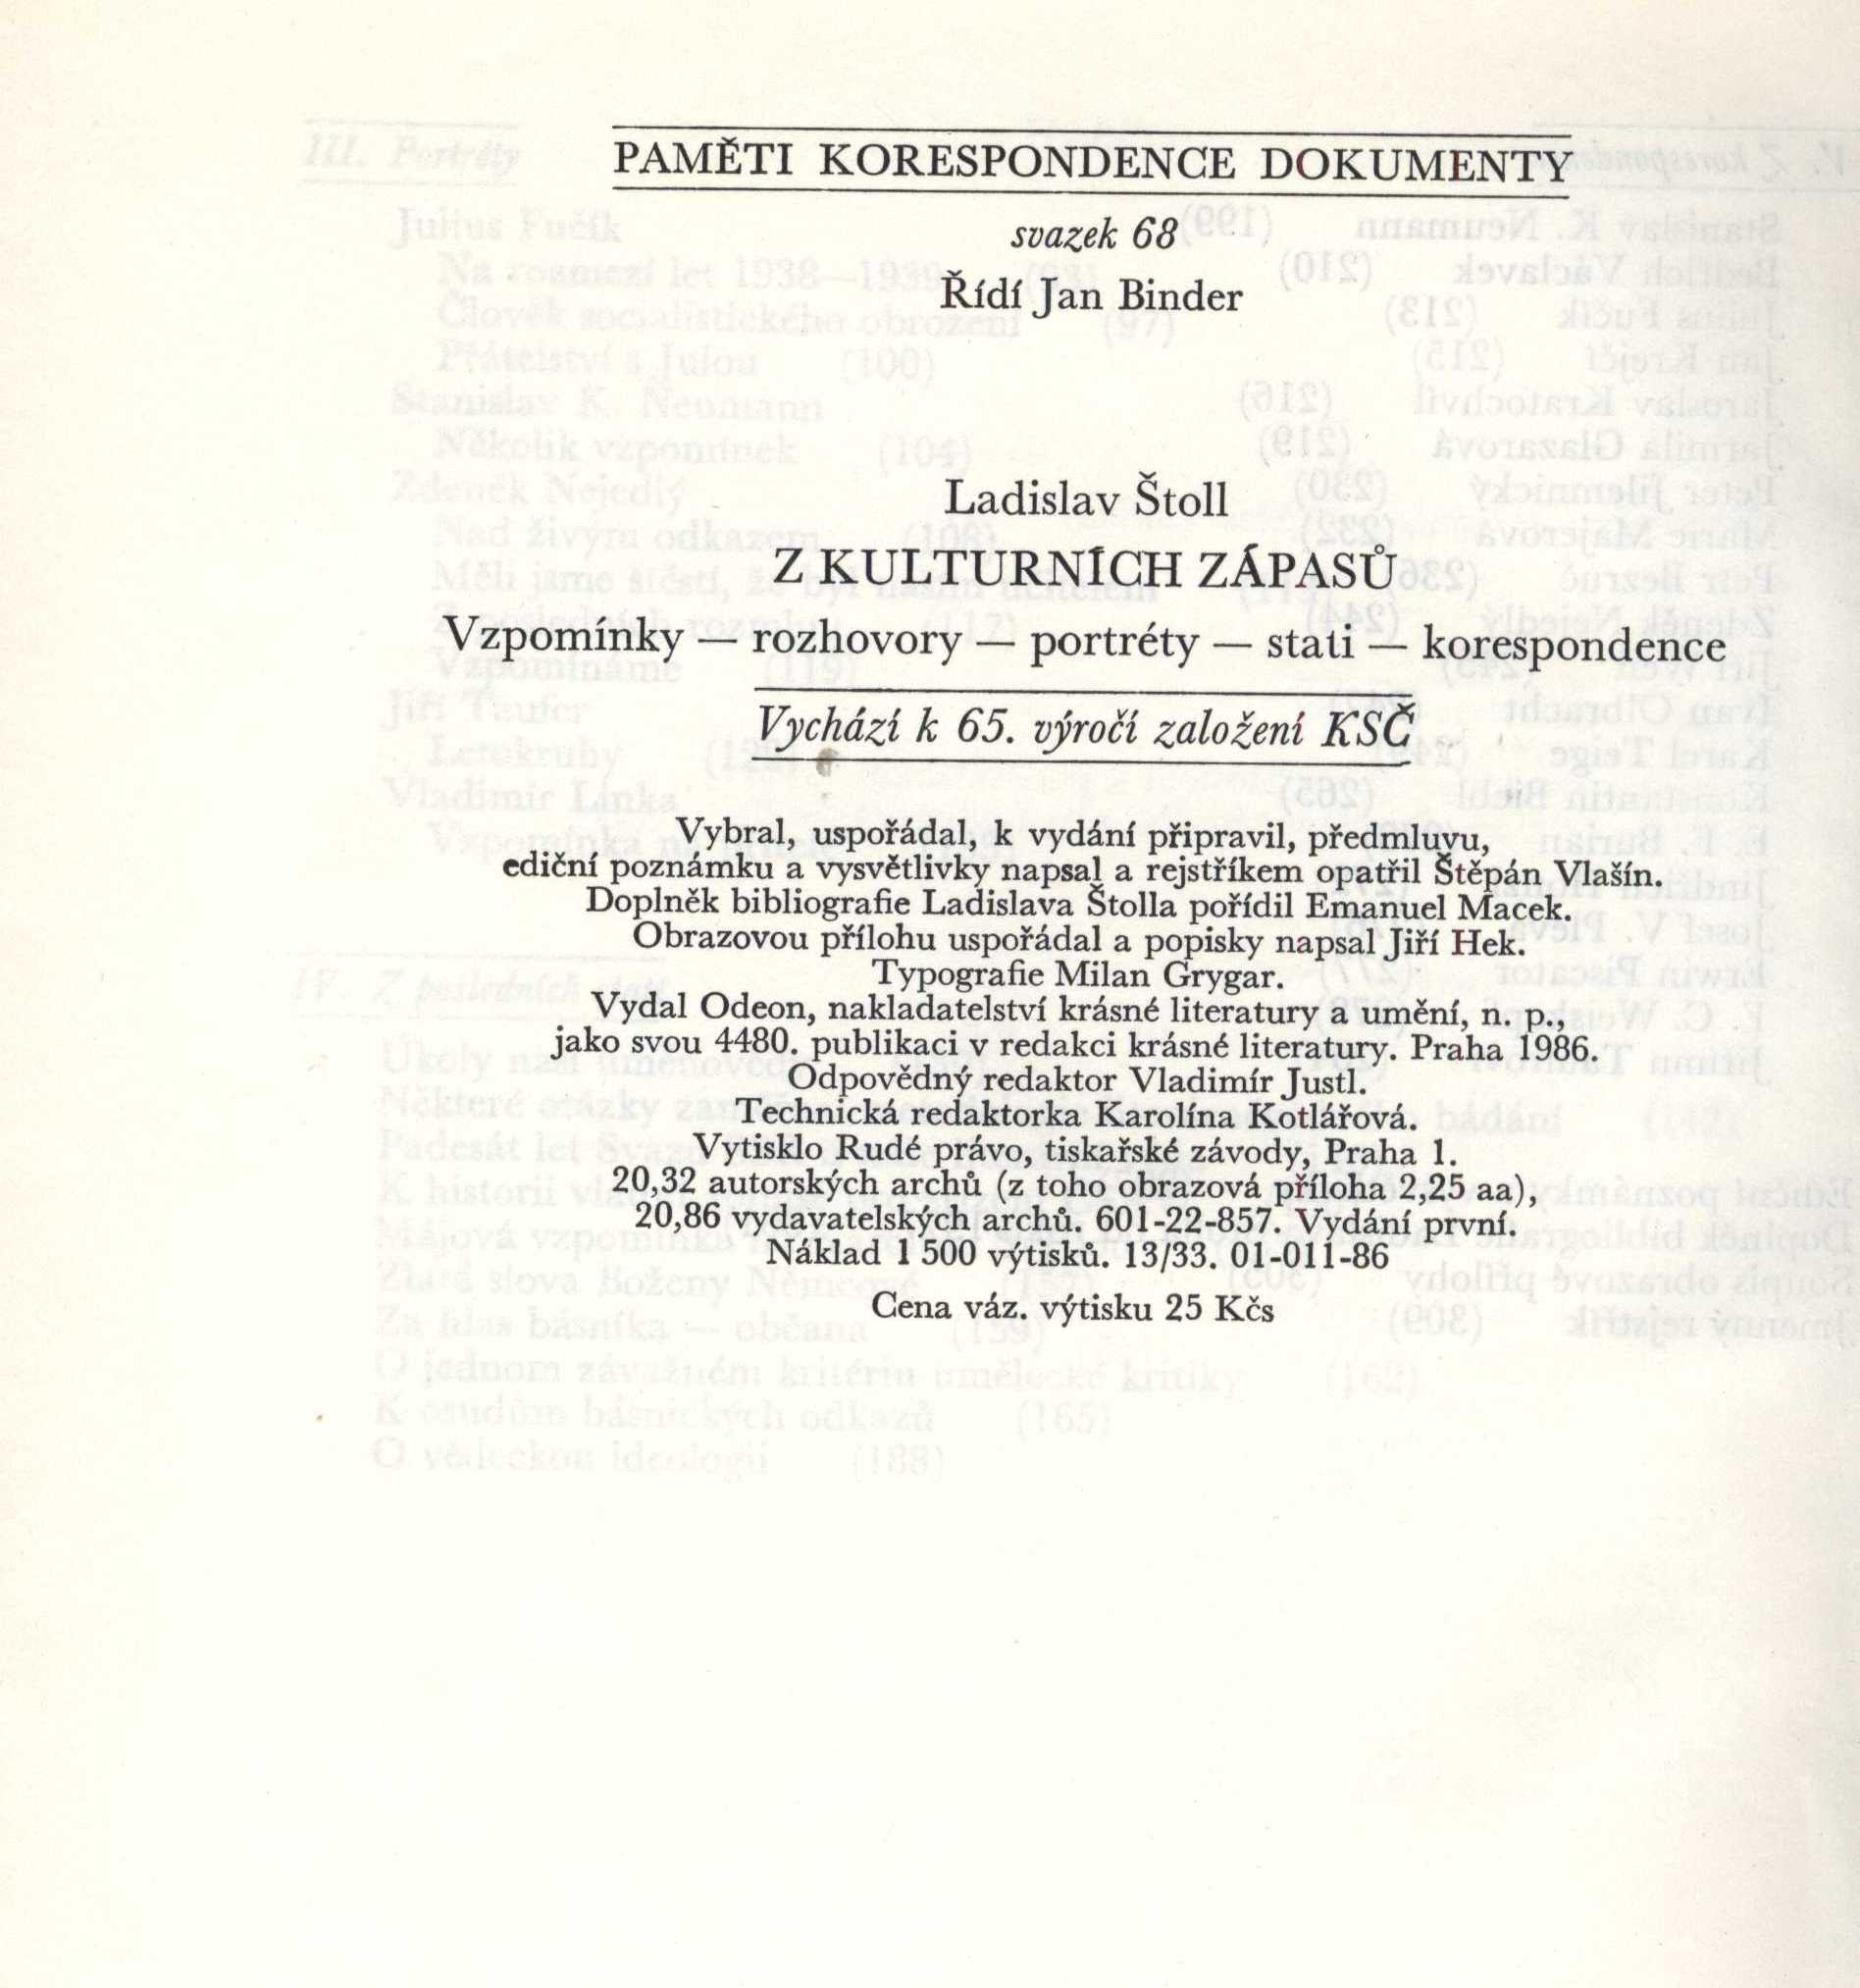 PAMĚTI KORESPONDENCE DOKUMENTY
svazek 68
Řídí Jan Binder
Ladislav Štoll
Z KULTURNÍCH ZÁPASŮ
Vzpomínky — rozhovory — portréty — stati — korespondence
Vychází k 65. výročí založení KSČ
Vybral, uspořádal, k vydání připravil, předmluvu,
ediční poznámku a vysvětlivky napsal a rejstříkem opatřil Štěpán Vlašín.
Doplněk bibliografie Ladislava Štolla pořídil Emanuel Macek.
Obrazovou přílohu uspořádal a popisky napsal Jiří Hek.
Typografie Milan Grygar.
Vydal Odeon, nakladatelství krásné literatury a umění, n. p.,
jako svou 4480. publikaci v redakci krásné literatury. Praha 1986.
Odpovědný redaktor Vladimír Justl.
Technická redaktorka Karolína Kotlářová.
Vytisklo Rudé právo, tiskařské závody, Praha 1.
20,32 autorských archů (z toho obrazová příloha 2,25 aa),
20,86 vydavatelských archů. 601-22-857. Vydání první.
Náklad 1 500 výtisků. 13/33. 01-011-86
Cena váz. výtisku 25 Kčs